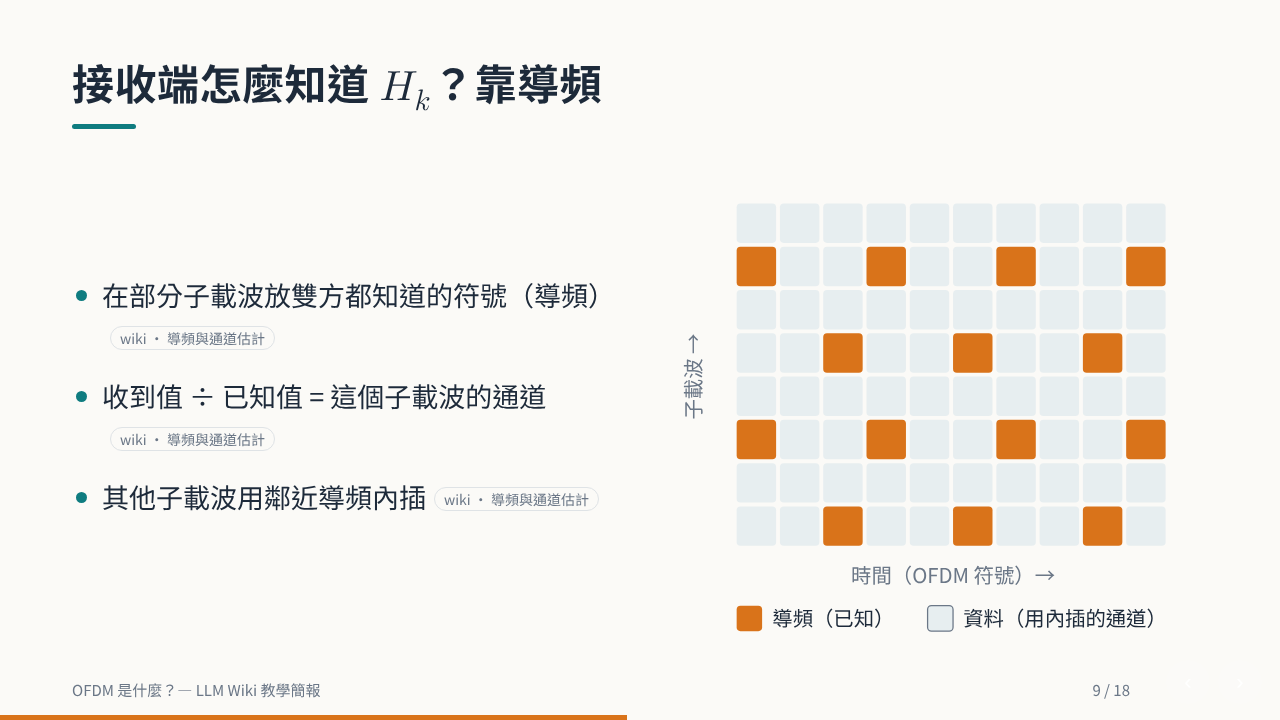 接收端怎麼知道 H_k？靠導頻
在部分子載波放雙方都知道的符號（導頻）
wiki · 導頻與通道估計
收到值 ÷ 已知值 = 這個子載波的通道
wiki · 導頻與通道估計
其他子載波用鄰近導頻內插 wiki · 導頻與通道估計
子載波 →
時間（OFDM 符號）→
導頻（已知） 資料（用內插的通道）
OFDM 是什麼？— LLM Wiki 教學簡報
9 / 18